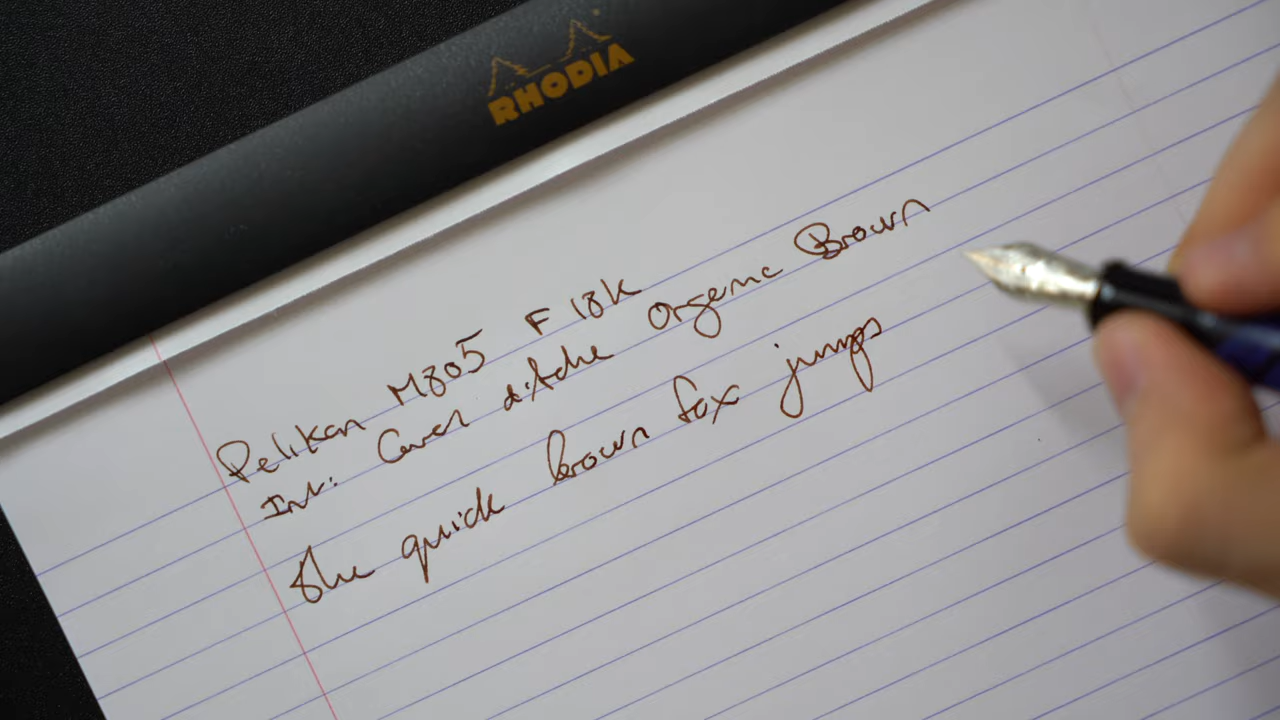 RHODIA
Pelikan M805 F 18k
Ink: Caran d'Ache Organic Brown
The quick brown fox jumps